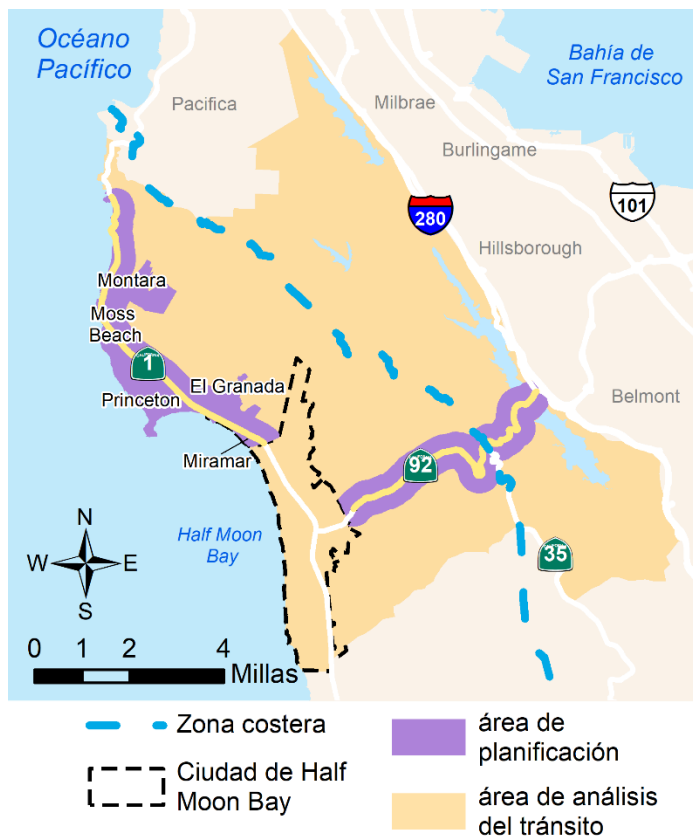 Océano
Pacífico
Bahía de
San Francisco
Pacifica
Milbrae
Burlingame
280
101
Hillsborough
Montara
Moss
Beach
1
El Granada
Princeton
Belmont
Miramar
92
Half Moon
Bay
35
N
W E
S
0 1 2 4
Millas
Zona costera
Ciudad de Half
Moon Bay
área de
planificación
área de análisis
del tránsito